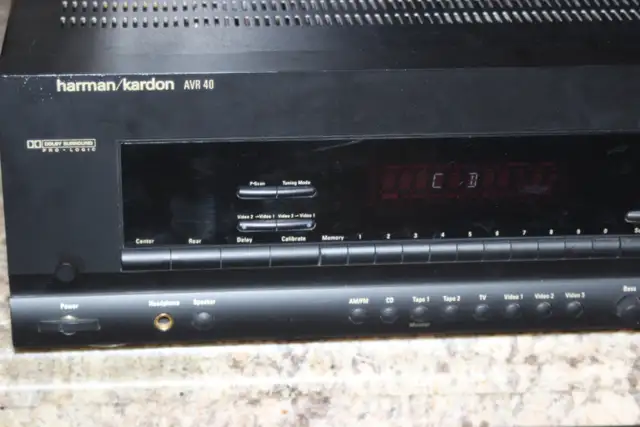 harman/kardon AVR 40
DOLBY SURROUND
PRO · LOGIC
P-Scan Tuning Mode
C D
Video 2 → Video 1 Video 3 → Video 1
Center Rear Delay Calibrate Memory 1 2 3 4 5 6 7 8 9 0
Power Headphone Speaker AM/FM CD Tape 1 Tape 2 TV Video 1 Video 2 Video 3 Bass
Monitor